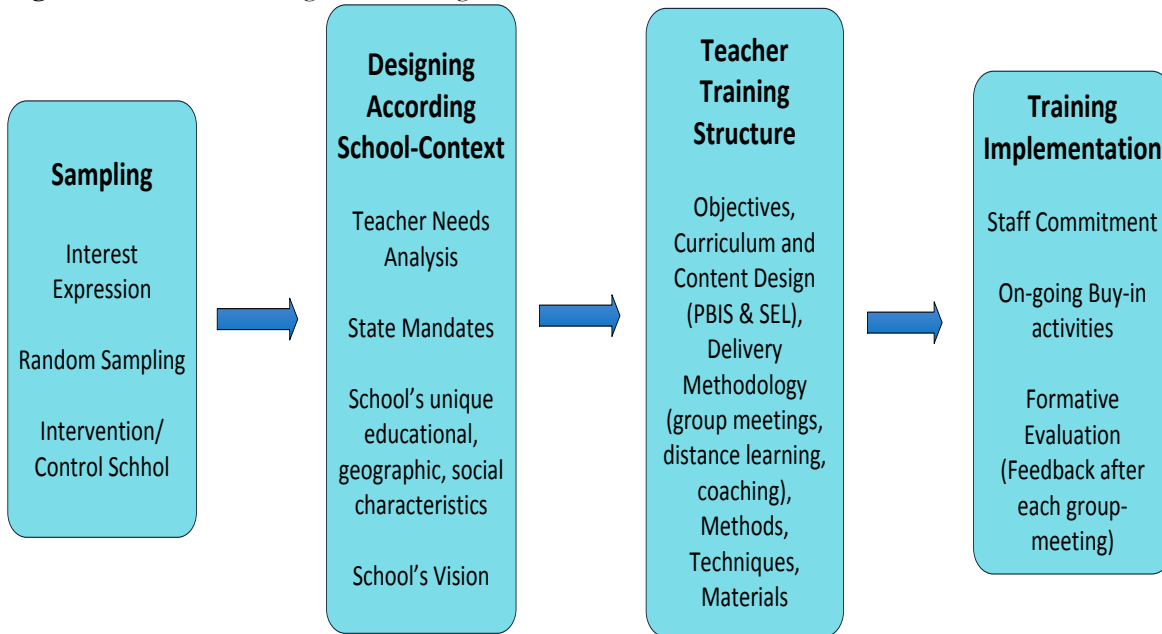 Sampling
Interest
Expression
Random Sampling
Intervention/
Control Schhol
Designing
According
School-Context
Teacher Needs
Analysis
State Mandates
School’s unique
educational,
geographic, social
characteristics
School’s Vision
Teacher
Training
Structure
Objectives,
Curriculum and
Content Design
(PBIS & SEL),
Delivery
Methodology
(group meetings,
distance learning,
coaching),
Methods,
Techniques,
Materials
Training
Implementation
Staff Commitment
On-going Buy-in
activities
Formative
Evaluation
(Feedback after
each group-
meeting)